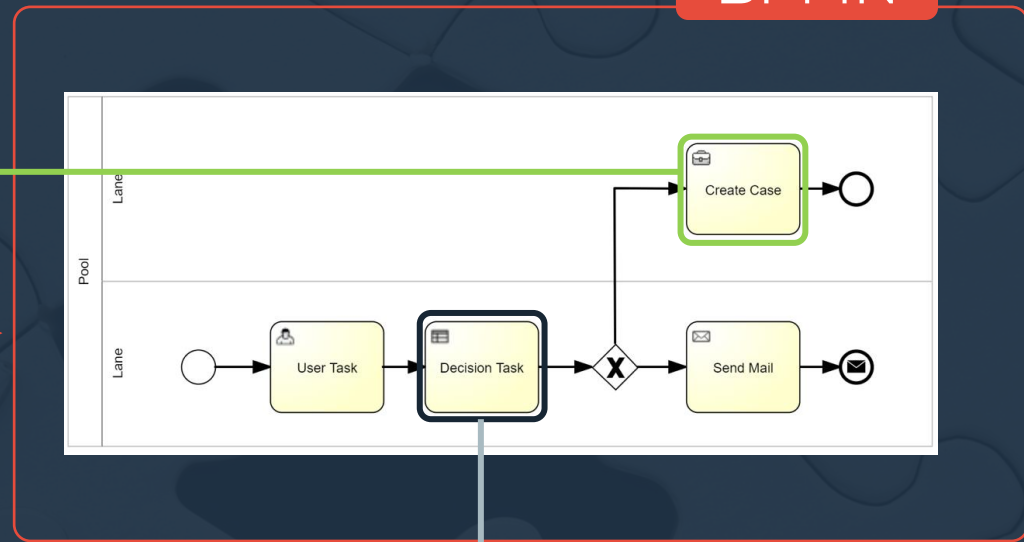 Pool
Lane
Create Case
Lane
User Task
Decision Task
X
Send Mail